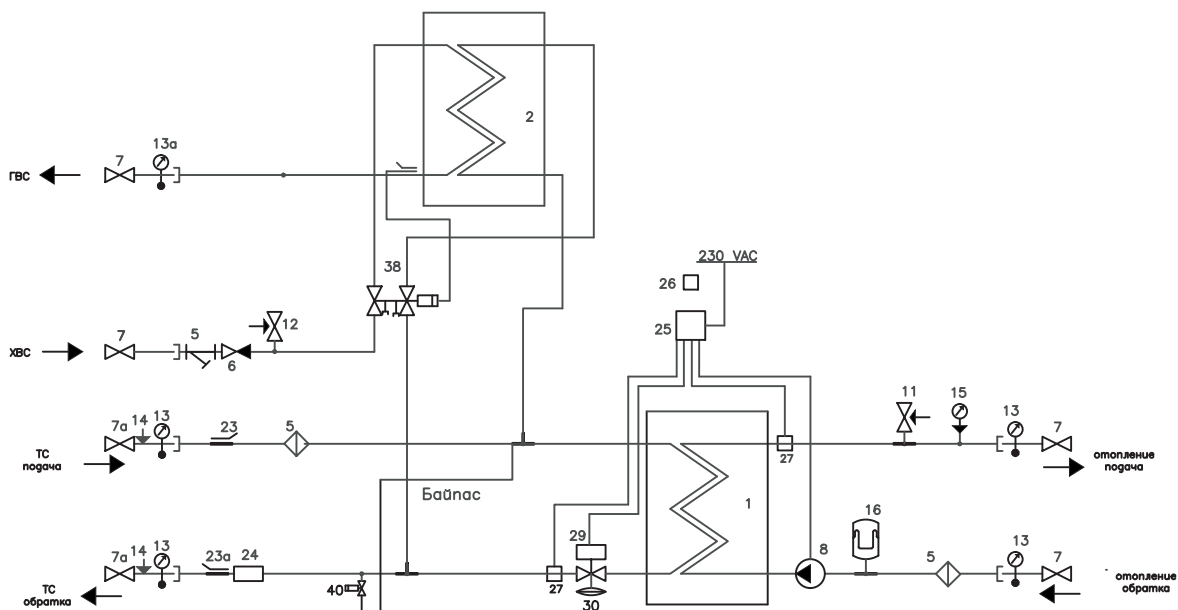 2
7
13а
ГВС
38
230 VAC
26
25
12
ХВС
7
5
6
7а
14
13
23
5
11
15
13
7
27
ТС
подача
отопление
подача
Байпас
1
7а
14
13
23а
24
29
8
16
5
13
7
40
27
30
ТС
обратка
отопление
обратка